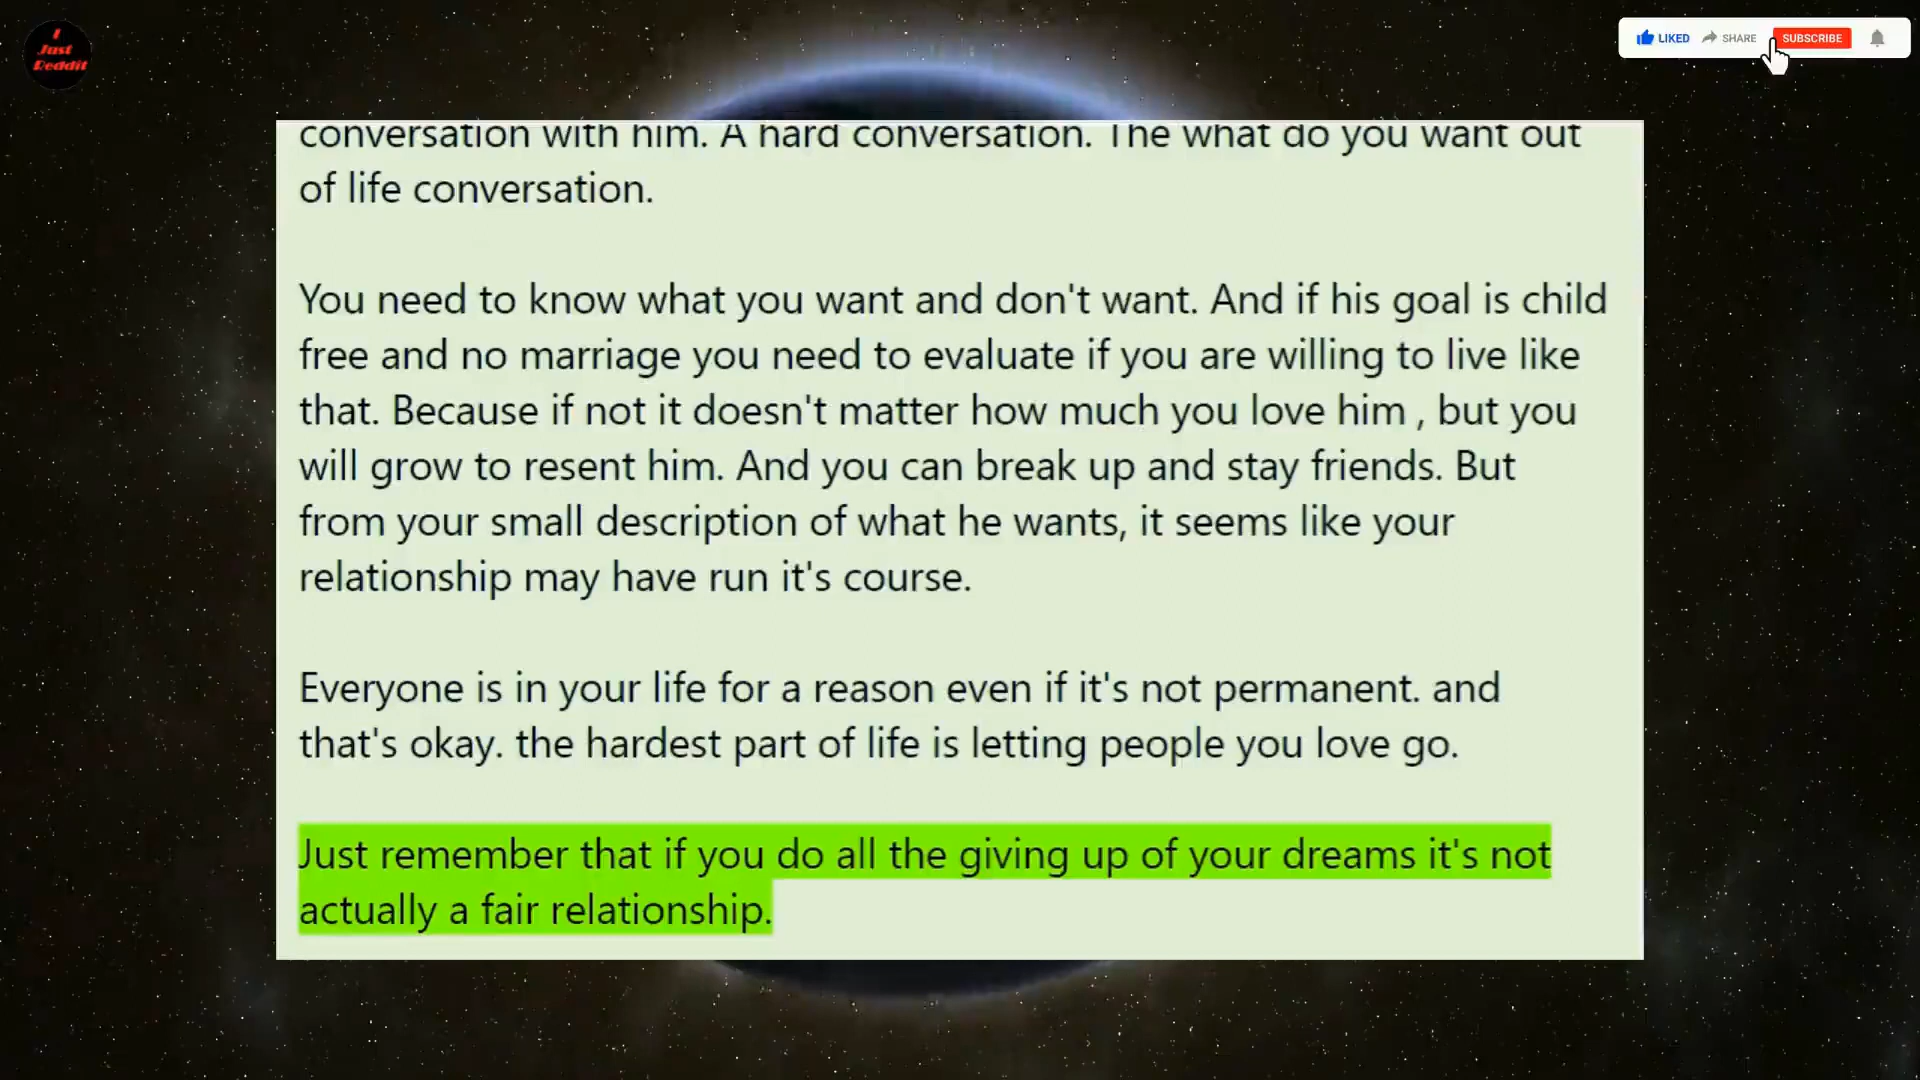 I
Just
Reddit
LIKED SHARE SUBSCRIBE
conversation with him. A hard conversation. The what do you want out
of life conversation.
You need to know what you want and don't want. And if his goal is child
free and no marriage you need to evaluate if you are willing to live like
that. Because if not it doesn't matter how much you love him , but you
will grow to resent him. And you can break up and stay friends. But
from your small description of what he wants, it seems like your
relationship may have run it's course.
Everyone is in your life for a reason even if it's not permanent. and
that's okay. the hardest part of life is letting people you love go.
Just remember that if you do all the giving up of your dreams it's not
actually a fair relationship.